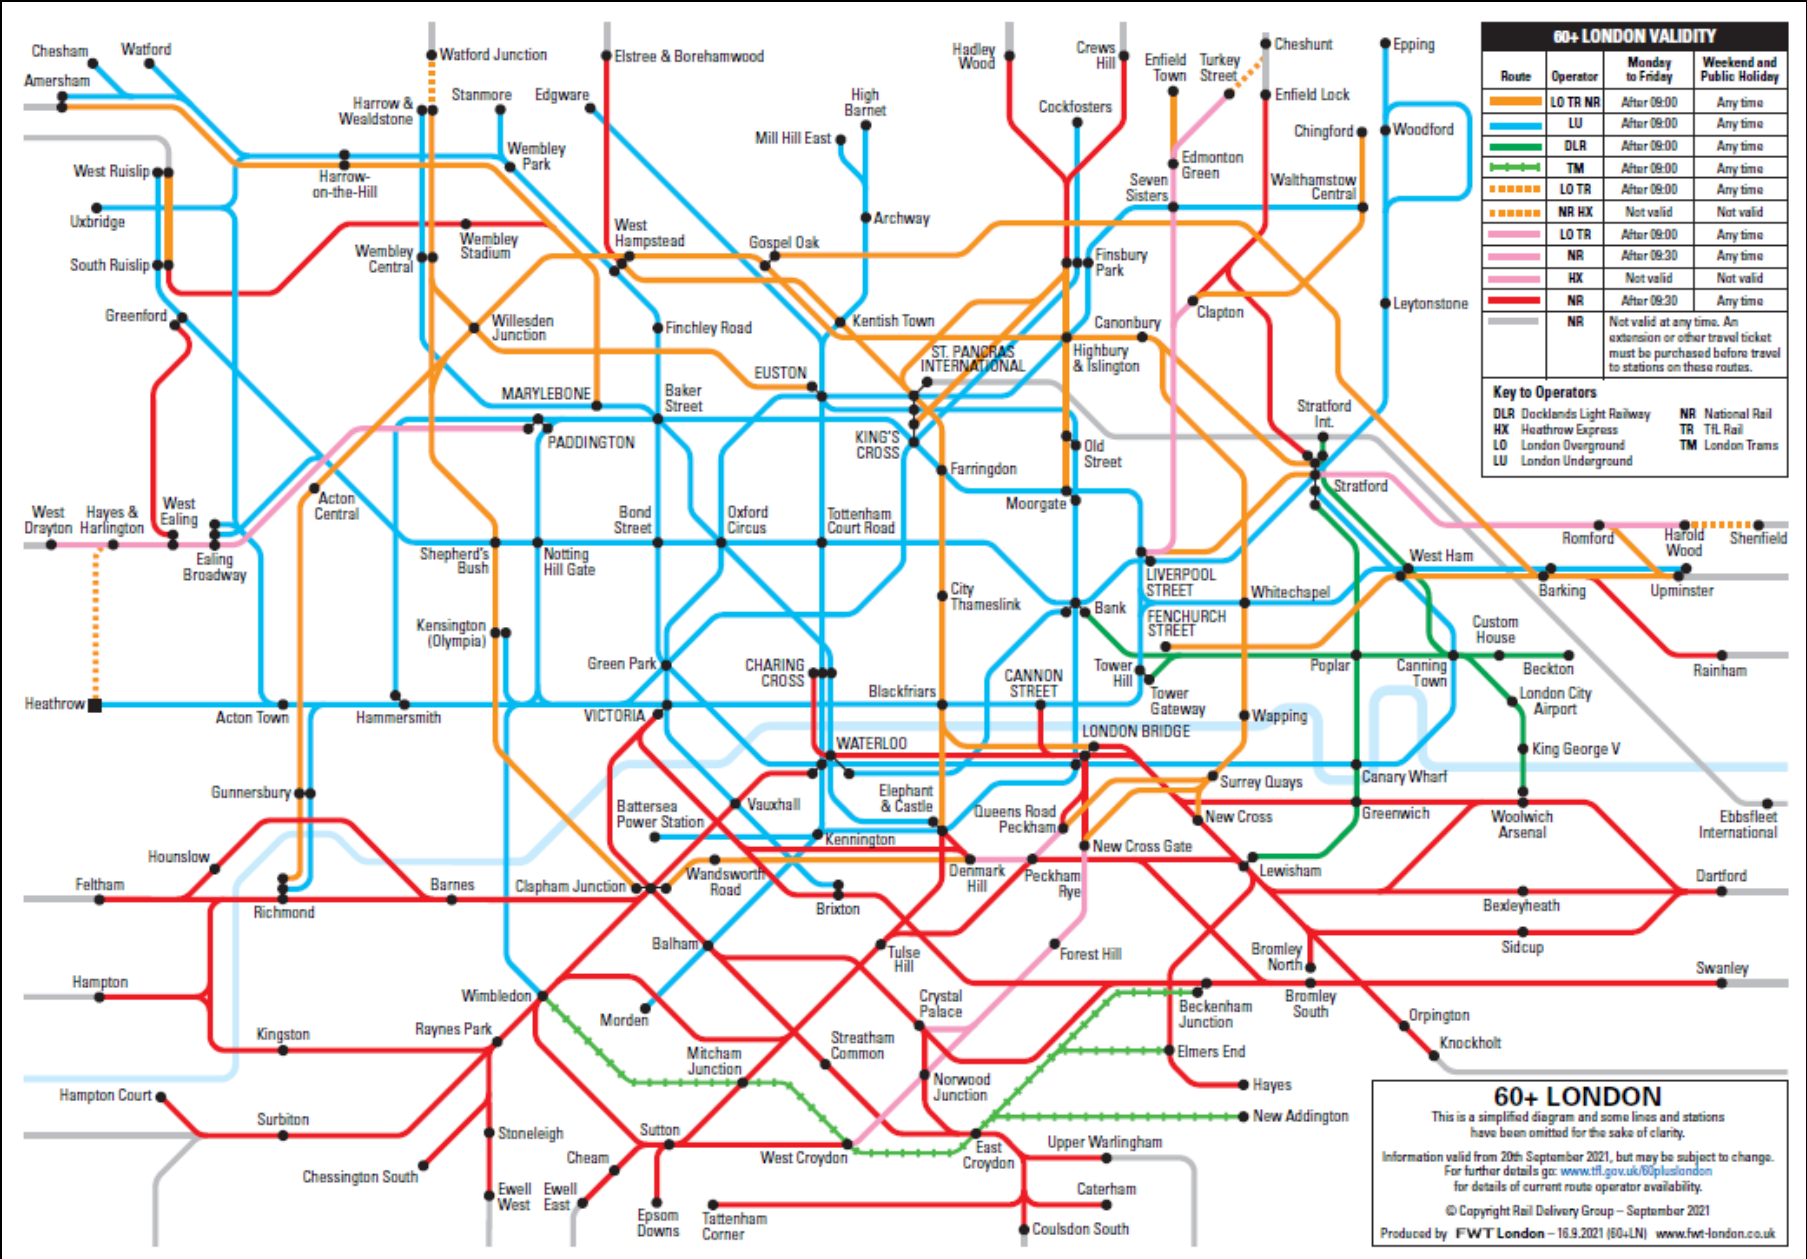 Chesham
Watford
Amersham
Watford Junction
Elstree & Borehamwood
Hadley
Wood
Crews
Hill
Enfield
Town
Turkey
Street
Cheshunt
Epping
Harrow &
Wealdstone
Stanmore
Edgware
High
Barnet
Cockfosters
Enfield Lock
Mill Hill East
Chingford
Woodford
West Ruislip
Harrow-
on-the-Hill
Wembley
Park
Edmonton
Green
Seven
Sisters
Walthamstow
Central
Uxbridge
Archway
Wembley
Stadium
West
Hampstead
Gospel Oak
Wembley
Central
South Ruislip
Finsbury
Park
Greenford
Willesden
Junction
Finchley Road
Kentish Town
Canonbury
Clapton
Leytonstone
ST. PANCRAS
INTERNATIONAL
Highbury
& Islington
EUSTON
MARYLEBONE
Baker
Street
PADDINGTON
KING'S
CROSS
Old
Street
Stratford
Int.
Farringdon
Stratford
Acton
Central
Moorgate
West
Drayton
Hayes &
Harlington
West
Ealing
Ealing
Broadway
Shepherd's
Bush
Notting
Hill Gate
Bond
Street
Oxford
Circus
Tottenham
Court Road
Romford
Harold
Wood
Shenfield
LIVERPOOL
STREET
West Ham
Barking
Upminster
City
Thameslink
Bank
Whitechapel
FENCHURCH
STREET
Kensington
(Olympia)
Custom
House
Green Park
CHARING
CROSS
CANNON
STREET
Tower
Hill
Tower
Gateway
Poplar
Canning
Town
Beckton
Rainham
Heathrow
Acton Town
Hammersmith
VICTORIA
Blackfriars
London City
Airport
Wapping
WATERLOO
LONDON BRIDGE
King George V
Gunnersbury
Battersea
Power Station
Vauxhall
Elephant
& Castle
Queens Road
Peckham
Surrey Quays
Canary Wharf
New Cross
Greenwich
Woolwich
Arsenal
Ebbsfleet
International
Hounslow
Kennington
New Cross Gate
Feltham
Richmond
Barnes
Clapham Junction
Wandsworth
Road
Denmark
Hill
Peckham
Rye
Lewisham
Dartford
Bexleyheath
Brixton
Balham
Tulse
Hill
Forest Hill
Bromley
North
Sidcup
Hampton
Wimbledon
Morden
Crystal
Palace
Beckenham
Junction
Bromley
South
Swanley
Kingston
Raynes Park
Mitcham
Junction
Streatham
Common
Orpington
Elmers End
Knockholt
Norwood
Junction
Hayes
Hampton Court
Surbiton
New Addington
Stoneleigh
Sutton
West Croydon
East
Croydon
Upper Warlingham
Chessington South
Cheam
Ewell
West
Ewell
East
Epsom
Downs
Tattenham
Corner
Caterham
Coulsdon South
60+ LONDON VALIDITY
Route Operator Monday to Friday Weekend and Public Holiday
LO TR NR After 09:00 Any time
LU After 09:00 Any time
DLR After 09:00 Any time
TM After 09:00 Any time
LO TR After 09:00 Any time
NR HX Not valid Not valid
LO TR After 09:00 Any time
NR After 09:30 Any time
HX Not valid Not valid
NR After 09:30 Any time
NR Not valid at any time. An
extension or other travel ticket
must be purchased before travel
to stations on these routes.
Key to Operators
DLR Docklands Light Railway NR National Rail
HX Heathrow Express TR TfL Rail
LO London Overground TM London Trams
LU London Underground
60+ LONDON
This is a simplified diagram and some lines and stations
have been omitted for the sake of clarity.
Information valid from 20th September 2021, but may be subject to change.
For further details go: www.tfl.gov.uk/60pluslondon
for details of current route operator availability.
© Copyright Rail Delivery Group – September 2021
Produced by FWT London – 16.9.2021 (60+LN) www.fwt-london.co.uk